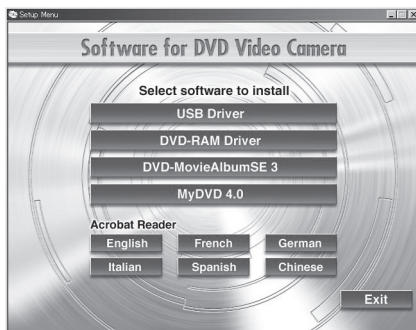 Setup Menu
Software for DVD Video Camera
Select software to install
USB Driver
DVD-RAM Driver
DVD-MovieAlbumSE 3
MyDVD 4.0
Acrobat Reader
English French German
Italian Spanish Chinese
Exit